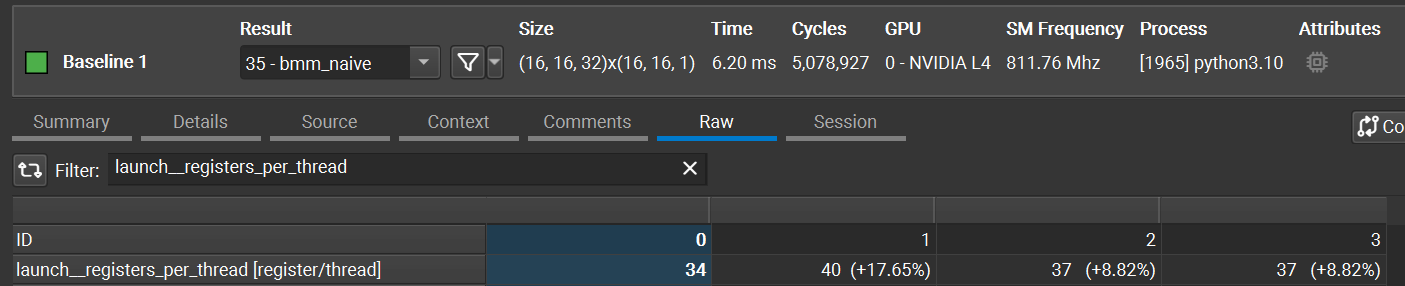 Result Size Time Cycles GPU SM Frequency Process Attributes
Baseline 1 35 - bmm_naive (16, 16, 32)x(16, 16, 1) 6.20 ms 5,078,927 0 - NVIDIA L4 811.76 Mhz [1965] python3.10
Summary Details Source Context Comments Raw Session
Co
Filter: launch__registers_per_thread
ID 0 1 2 3
launch__registers_per_thread [register/thread] 34 40 (+17.65%) 37 (+8.82%) 37 (+8.82%)